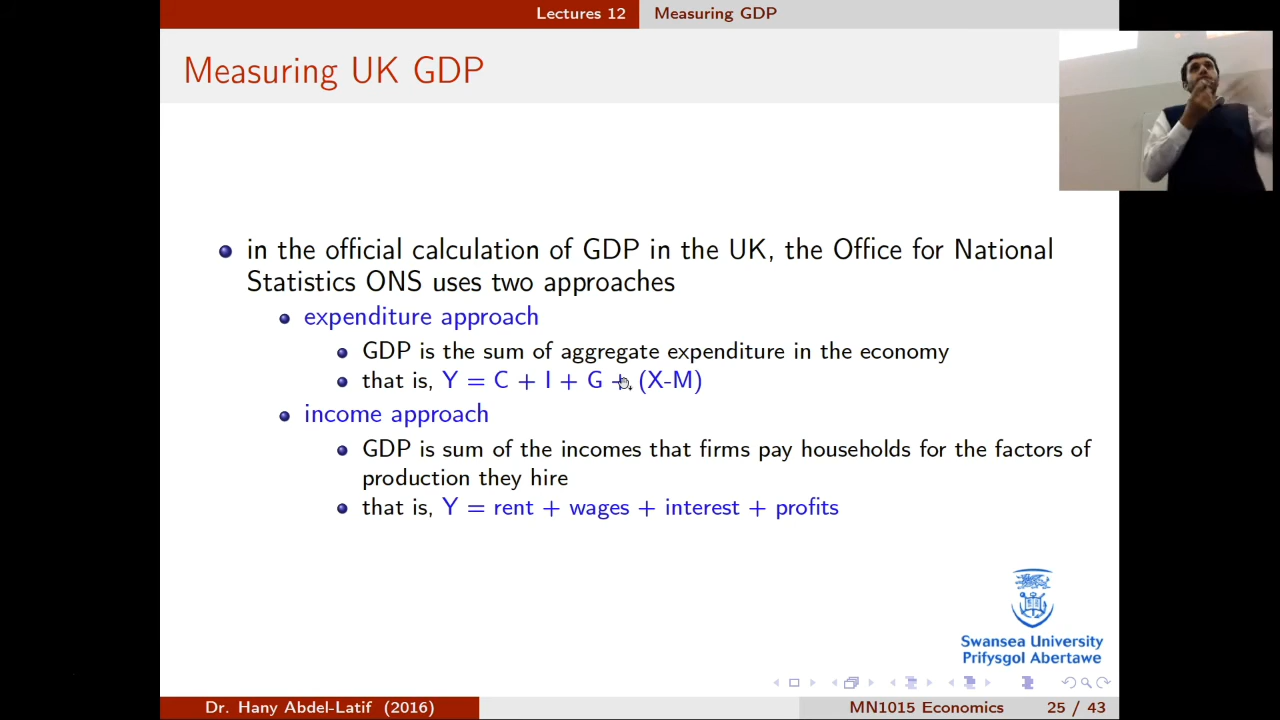 Lectures 12 Measuring GDP
Measuring UK GDP
in the official calculation of GDP in the UK, the Office for National
Statistics ONS uses two approaches
expenditure approach
GDP is the sum of aggregate expenditure in the economy
that is, Y = C + I + G + (X-M)
income approach
GDP is sum of the incomes that firms pay households for the factors of
production they hire
that is, Y = rent + wages + interest + profits
Swansea University
Prifysgol Abertawe
Dr. Hany Abdel-Latif (2016) MN1015 Economics 25 / 43